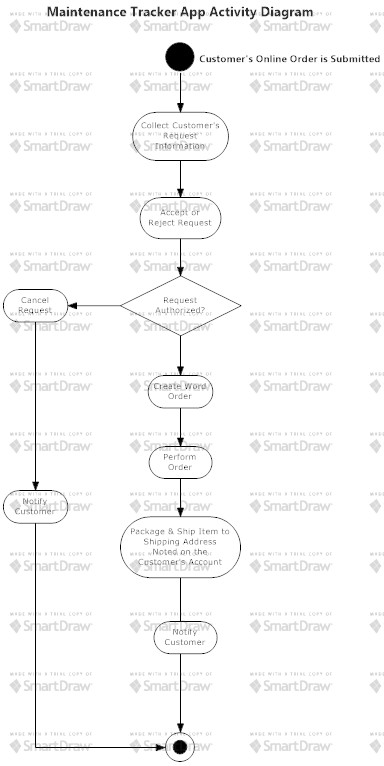 Maintenance Tracker App Activity Diagram
Customer's Online Order is Submitted
Collect Customer's
Request
Information
Accept or
Reject Request
Request
Authorized?
Cancel
Request
Create Word
Order
Perform
Order
Notify
Customer
Package & Ship Item to
Shipping Address
Noted on the
Customer's Account
Notify
Customer
MADE WITH A TRIAL COPY OF
SmartDraw